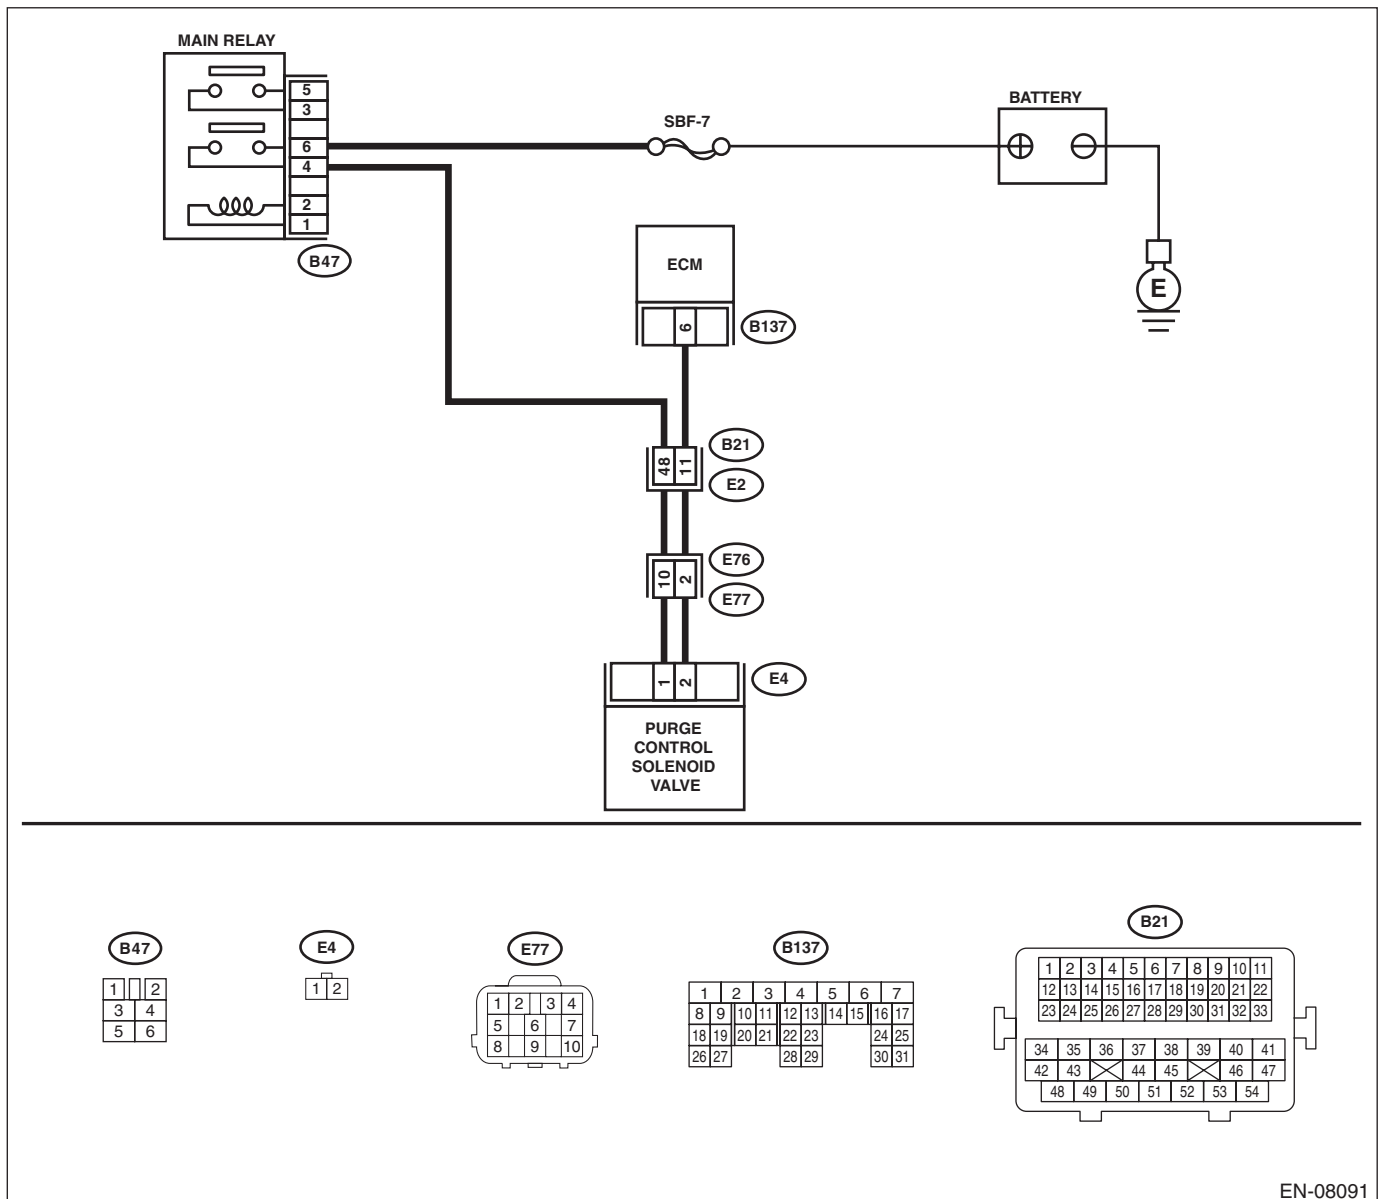 MAIN RELAY
5
3
6
4
2
1
B47
SBF-7
BATTERY
E
ECM
6
B137
48 11
B21
E2
10 2
E76
E77
1 2
E4
PURGE
CONTROL
SOLENOID
VALVE
B47
1 2
3 4
5 6
E4
1 2
E77
1 2 3 4
5 6 7
8 9 10
B137
1 2 3 4 5 6 7
8 9 10 11 12 13 14 15 16 17
18 19 20 21 22 23 24 25
26 27 28 29 30 31
B21
1 2 3 4 5 6 7 8 9 10 11
12 13 14 15 16 17 18 19 20 21 22
23 24 25 26 27 28 29 30 31 32 33
34 35 36 37 38 39 40 41
42 43 44 45 46 47
48 49 50 51 52 53 54
EN-08091